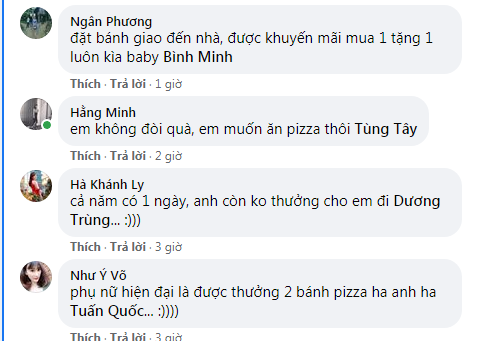 Ngân Phương
đặt bánh giao đến nhà, được khuyến mãi mua 1 tặng 1
luôn kìa baby Bình Minh
Thích · Trả lời · 1 giờ
Hằng Minh
em không đòi quà, em muốn ăn pizza thôi Tùng Tây
Thích · Trả lời · 2 giờ
Hà Khánh Ly
cả năm có 1 ngày, anh còn ko thưởng cho em đi Dương
Trùng... :)))
Thích · Trả lời · 3 giờ
Như Ý Võ
phụ nữ hiện đại là được thưởng 2 bánh pizza ha anh ha
Tuấn Quốc... :))))
Thích · Trả lời · 3 giờ